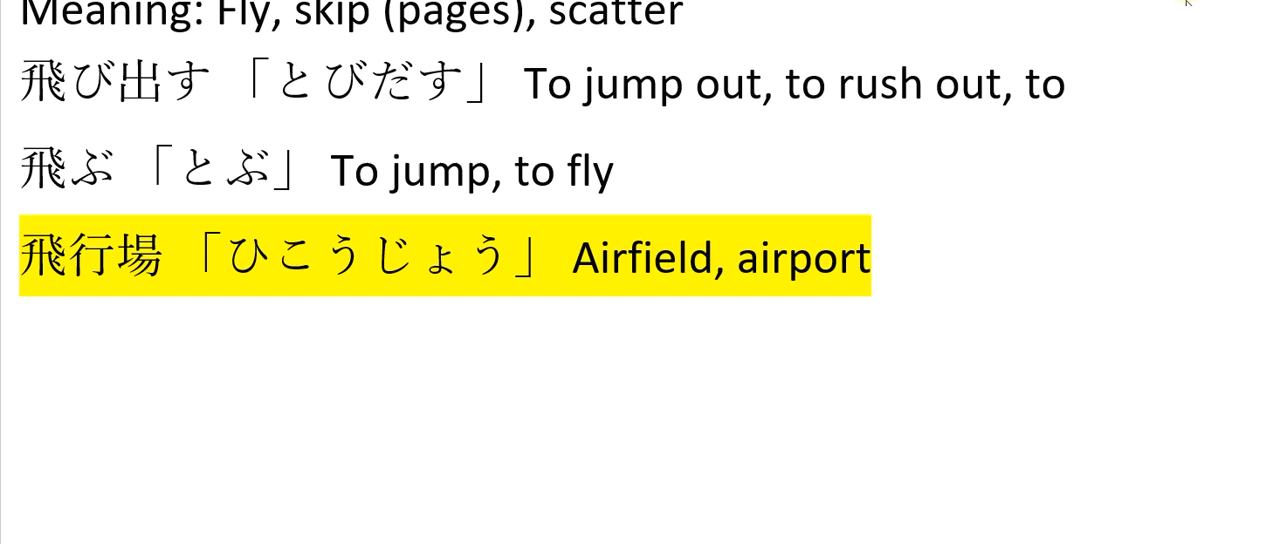 Meaning: Fly, skip (pages), scatter
飛び出す 「とびだす」 To jump out, to rush out, to
飛ぶ 「とぶ」 To jump, to fly
飛行場 「ひこうじょう」 Airfield, airport